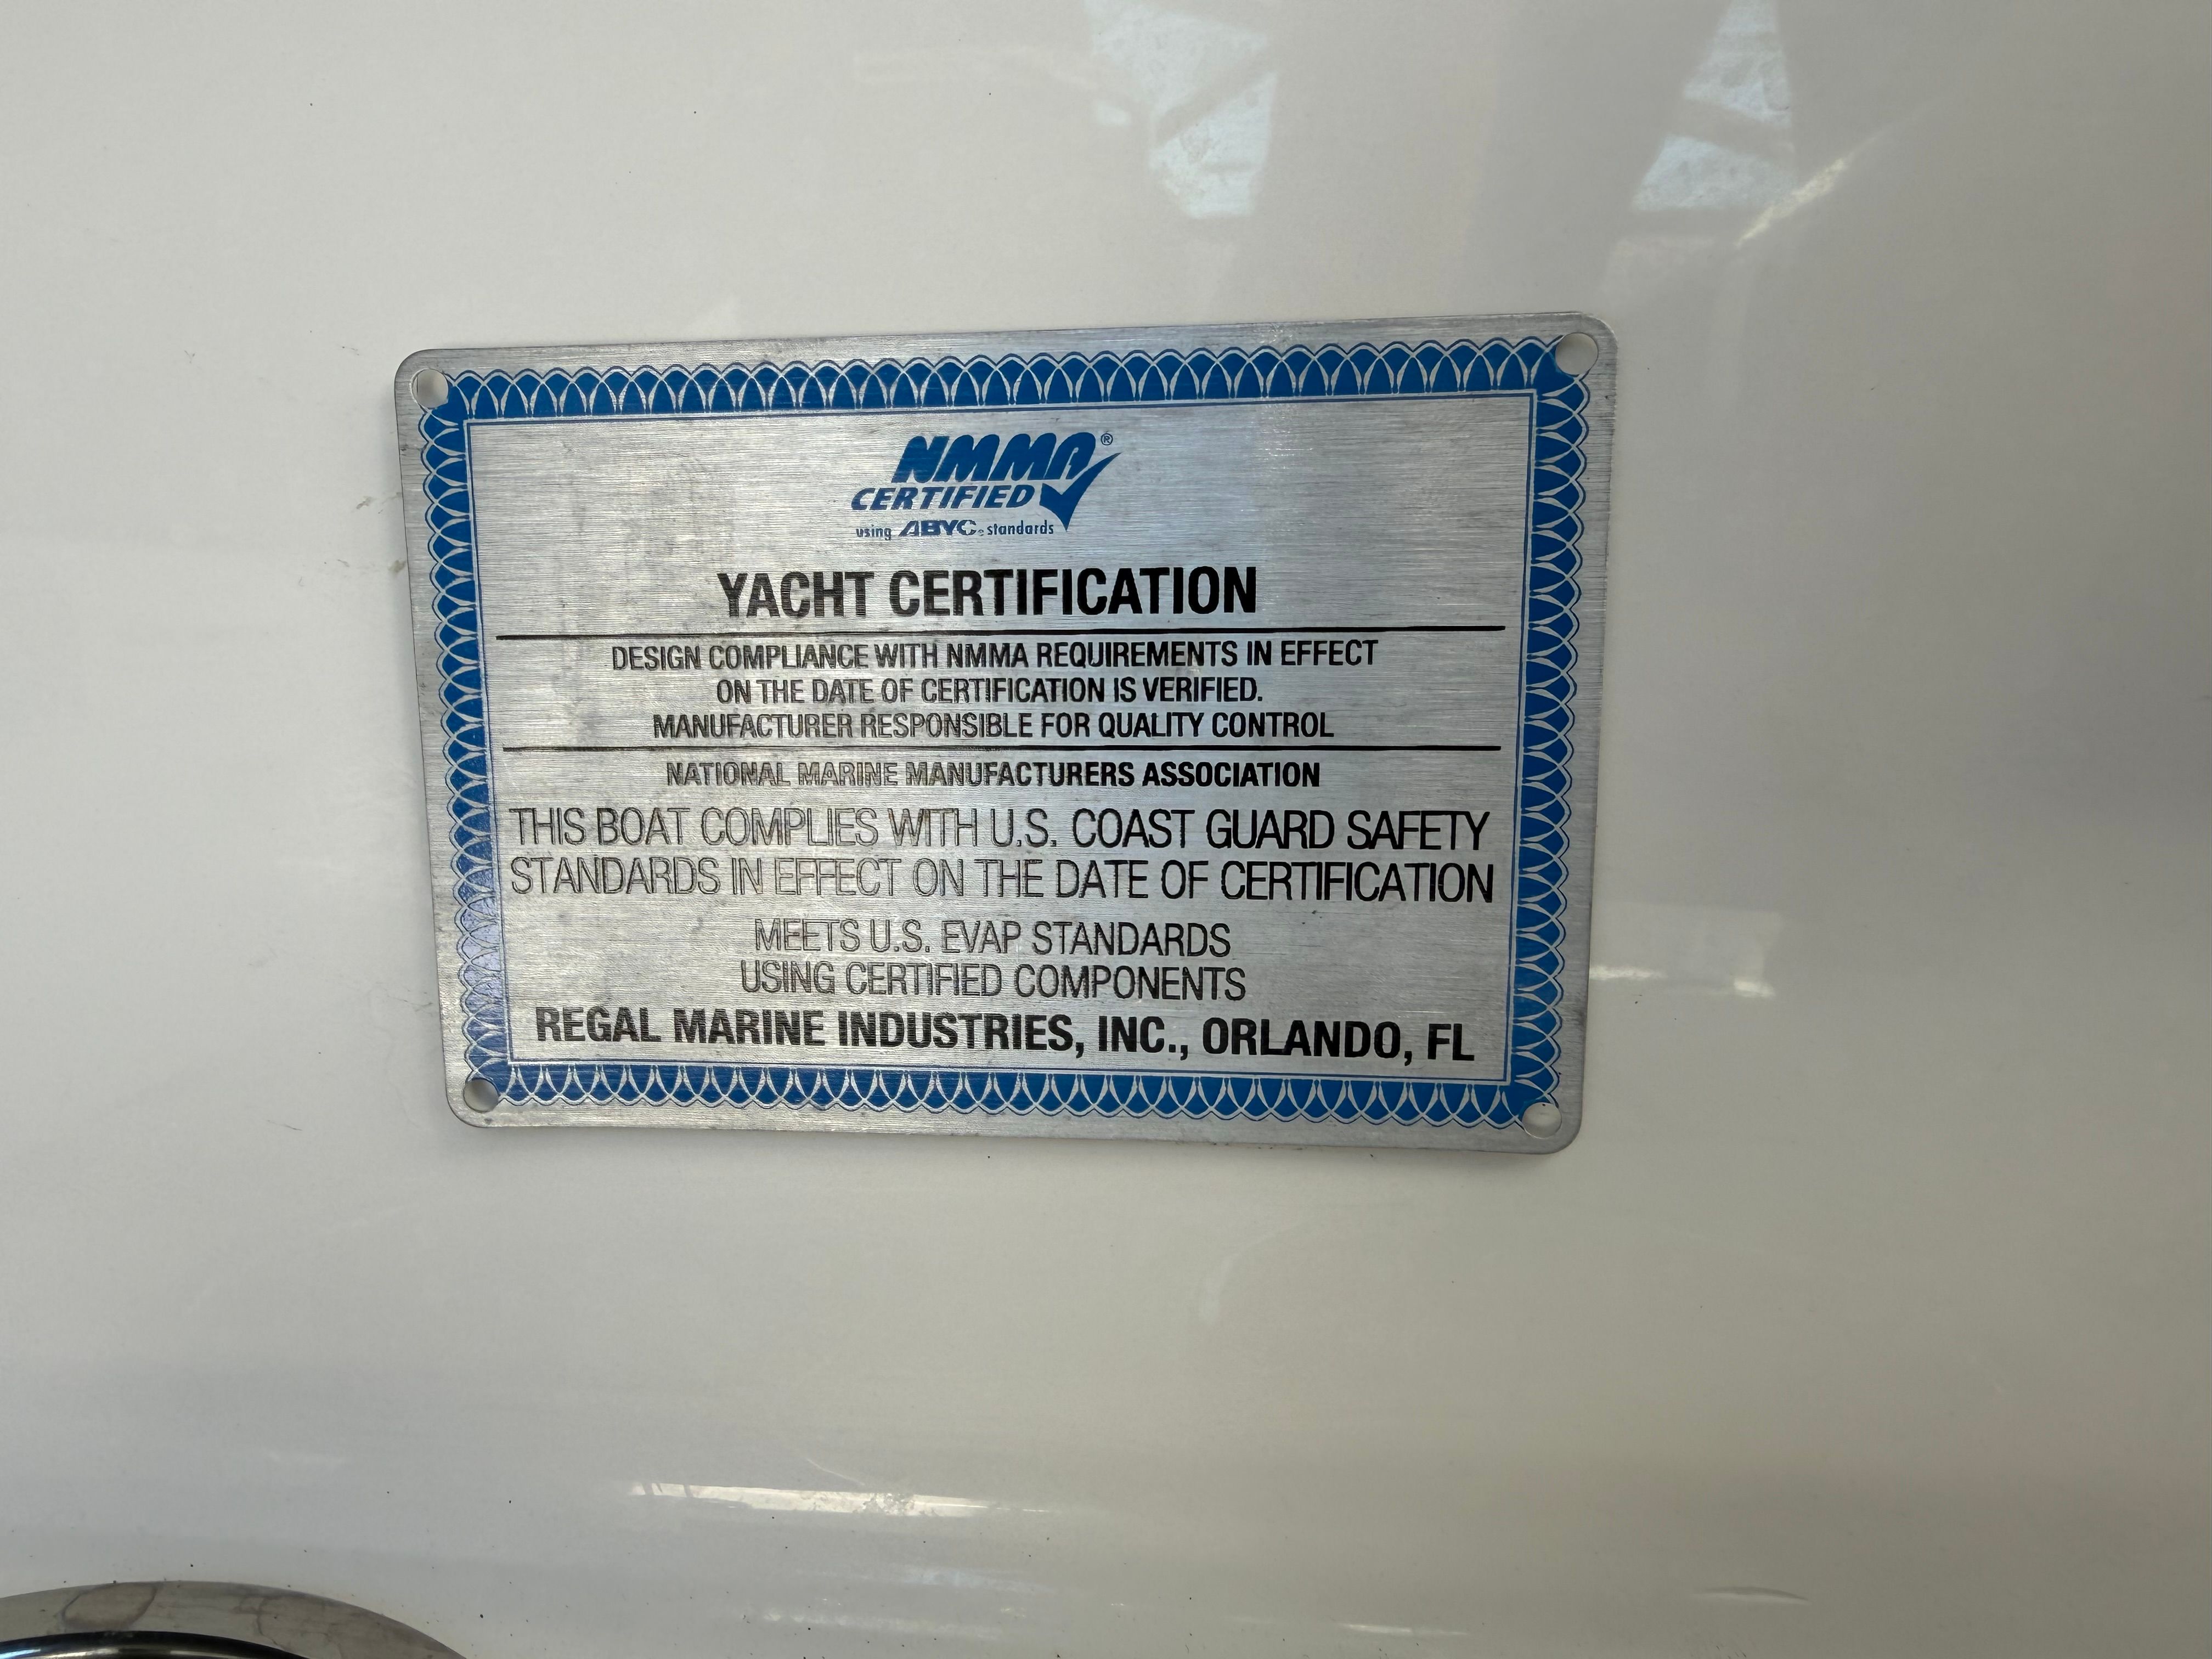 NMMA®
CERTIFIED
using ABYC® standards
YACHT CERTIFICATION
DESIGN COMPLIANCE WITH NMMA REQUIREMENTS IN EFFECT
ON THE DATE OF CERTIFICATION IS VERIFIED.
MANUFACTURER RESPONSIBLE FOR QUALITY CONTROL
NATIONAL MARINE MANUFACTURERS ASSOCIATION
THIS BOAT COMPLIES WITH U.S. COAST GUARD SAFETY
STANDARDS IN EFFECT ON THE DATE OF CERTIFICATION
MEETS U.S. EVAP STANDARDS
USING CERTIFIED COMPONENTS
REGAL MARINE INDUSTRIES, INC., ORLANDO, FL